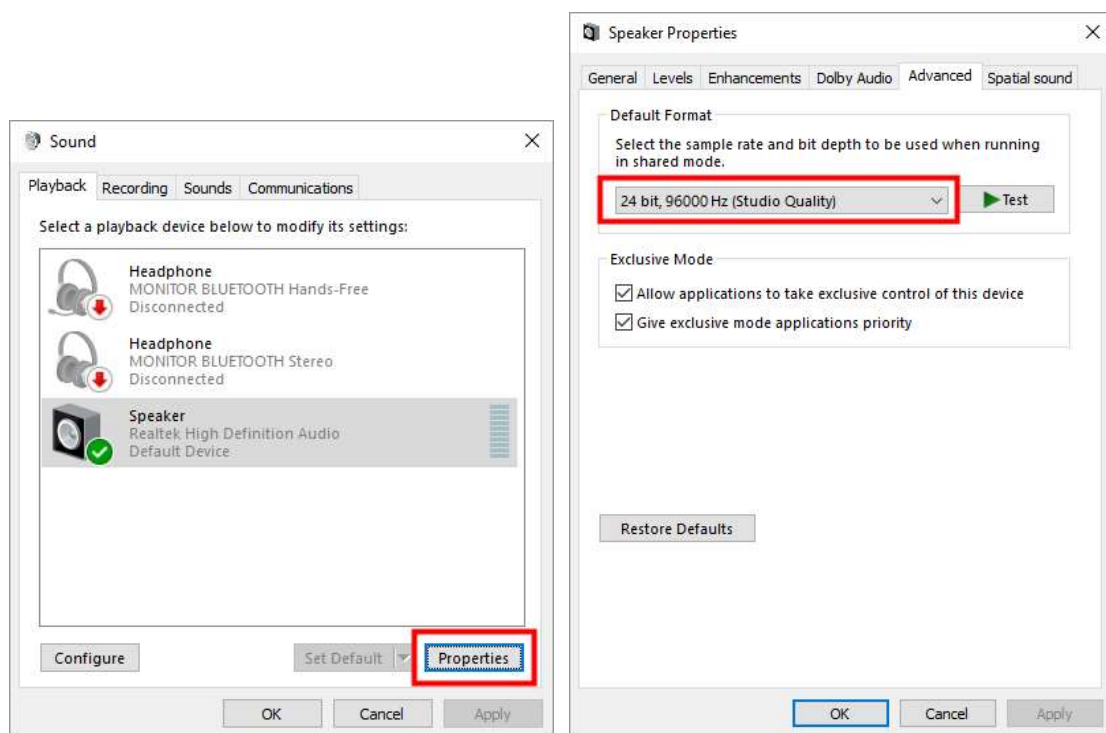 Sound
Playback Recording Sounds Communications
Select a playback device below to modify its settings:
Headphone
MONITOR BLUETOOTH Hands-Free
Disconnected
Headphone
MONITOR BLUETOOTH Stereo
Disconnected
Speaker
Realtek High Definition Audio
Default Device
Configure Set Default Properties
OK Cancel Apply
Speaker Properties
General Levels Enhancements Dolby Audio Advanced Spatial sound
Default Format
Select the sample rate and bit depth to be used when running
in shared mode.
24 bit, 96000 Hz (Studio Quality) Test
Exclusive Mode
Allow applications to take exclusive control of this device
Give exclusive mode applications priority
Restore Defaults
OK Cancel Apply